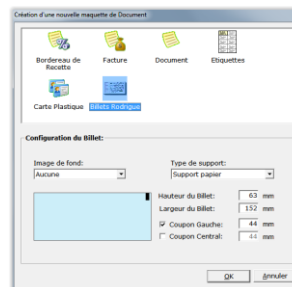 Création d'une nouvelle maquette de Document
Bordereau de Recette
Facture
Document
Etiquettes
Carte Plastique
Billets Rodrigue
Configuration du Billet:
Image de fond:
Aucune
Type de support:
Support papier
Hauteur du Billet: 63 mm
Largeur du Billet: 152 mm
Coupon Gauche: 44 mm
Coupon Central: 44 mm
OK
Annuler